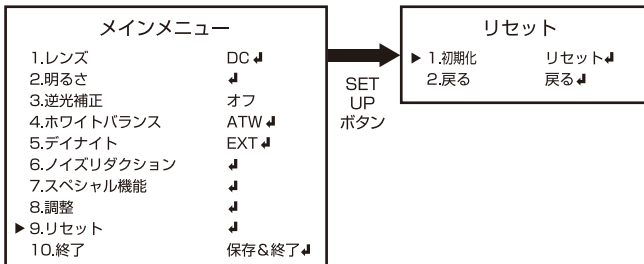 メインメニュー
1.レンズ DC↲
2.明るさ ↲
3.逆光補正 オフ
4.ホワイトバランス ATW↲
5.デイナイト EXT↲
6.ノイズリダクション ↲
7.スペシャル機能 ↲
8.調整 ↲
▶ 9.リセット ↲
10.終了 保存&終了↲
SET
UP
ボタン
リセット
▶ 1.初期化 リセット↲
2.戻る 戻る↲